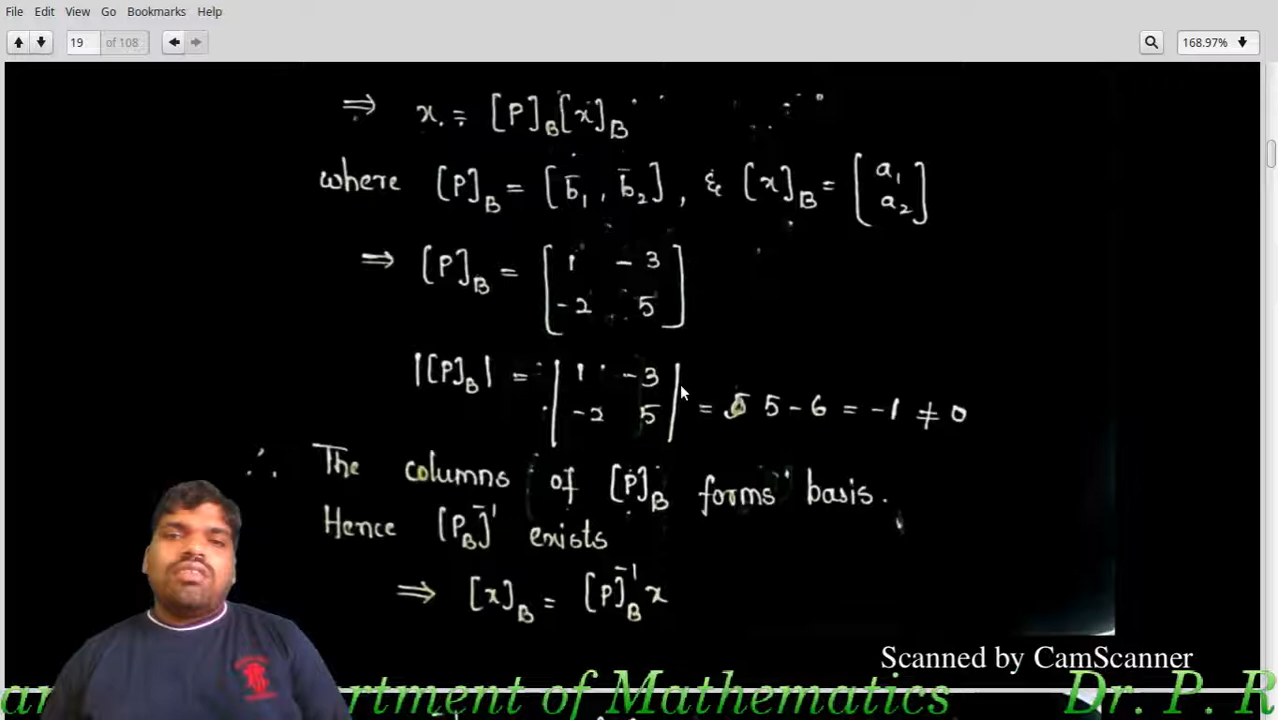 File Edit View Go Bookmarks Help
19 of 108 168.97%
⇒ x = [P]_B [x]_B
where [P]_B = [b̄₁, b̄₂], & [x]_B = [a₁ a₂]
⇒ [P]_B = [1 -3
-2 5]
|[P]_B| = |1 -3
-2 5| = 5 - 6 = -1 ≠ 0
∴ The columns of [P]_B forms basis.
Hence [P_B]⁻¹ exists
⇒ [x]_B = [P]_B⁻¹ x
Scanned by CamScanner
rtment of Mathematics Dr. P. R